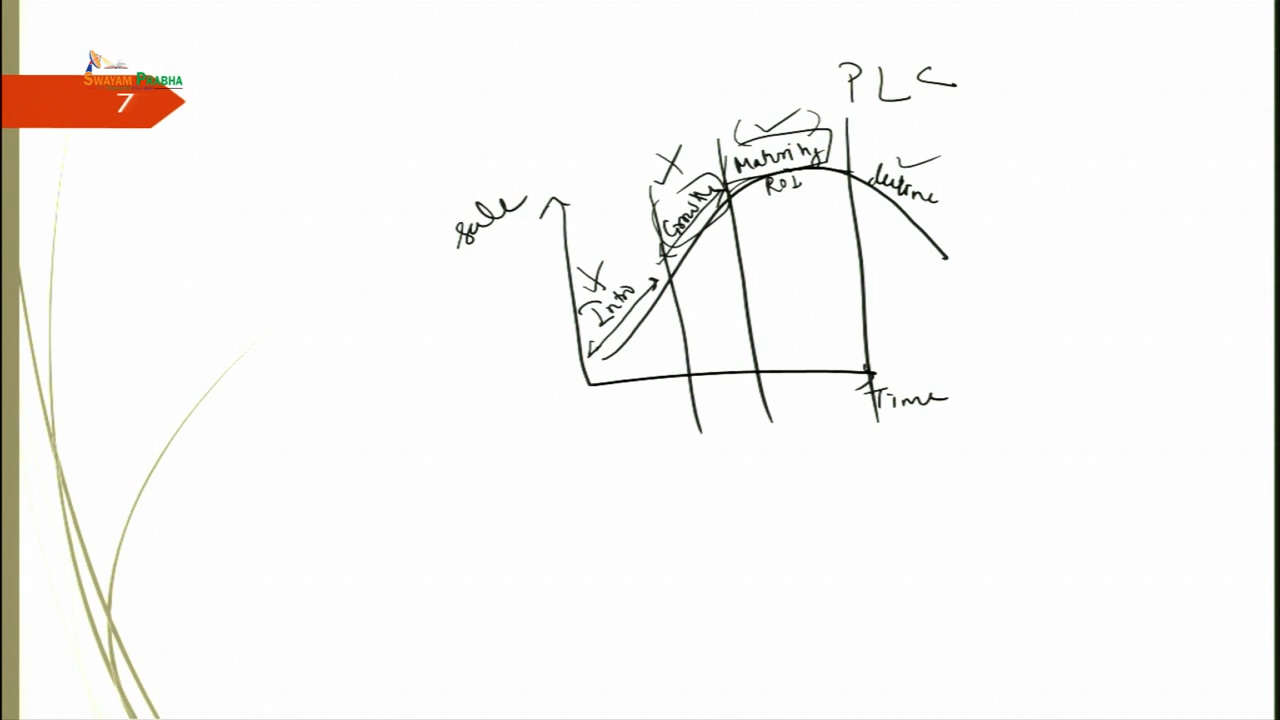 SWAYAM PRABHA
7
PLC
Maturity
ROI
decline
Growth
sale
Intro
Time